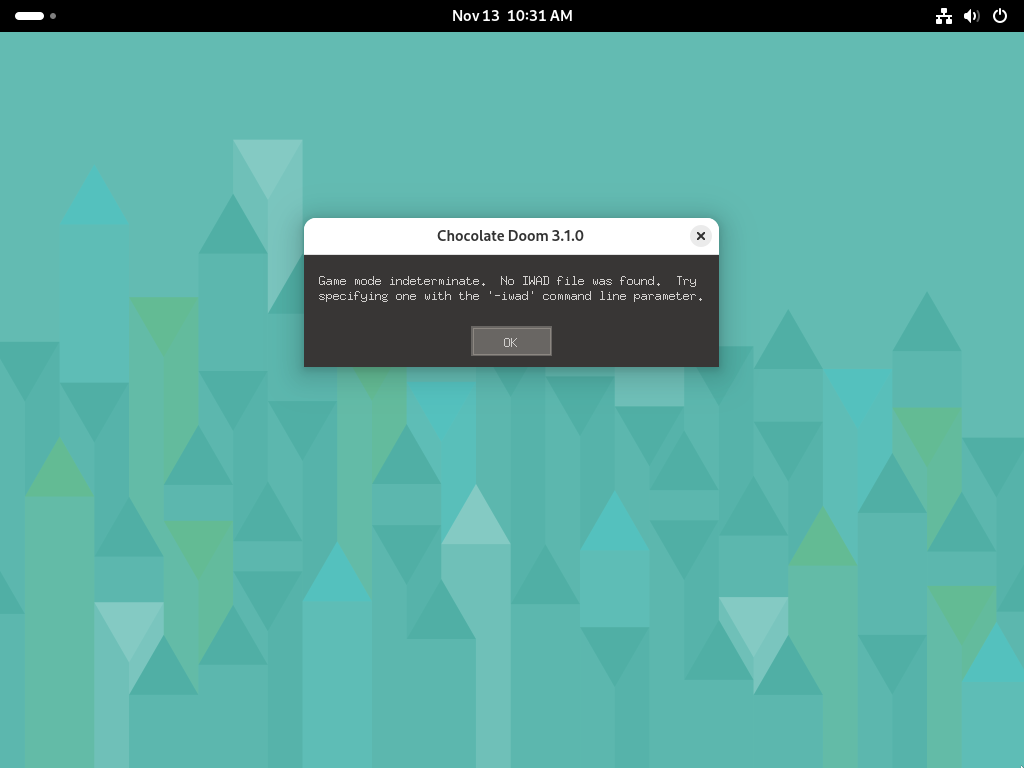 Nov 13 10:31 AM
Chocolate Doom 3.1.0
Game mode indeterminate.  No IWAD file was found.  Try
specifying one with the '-iwad' command line parameter.
OK